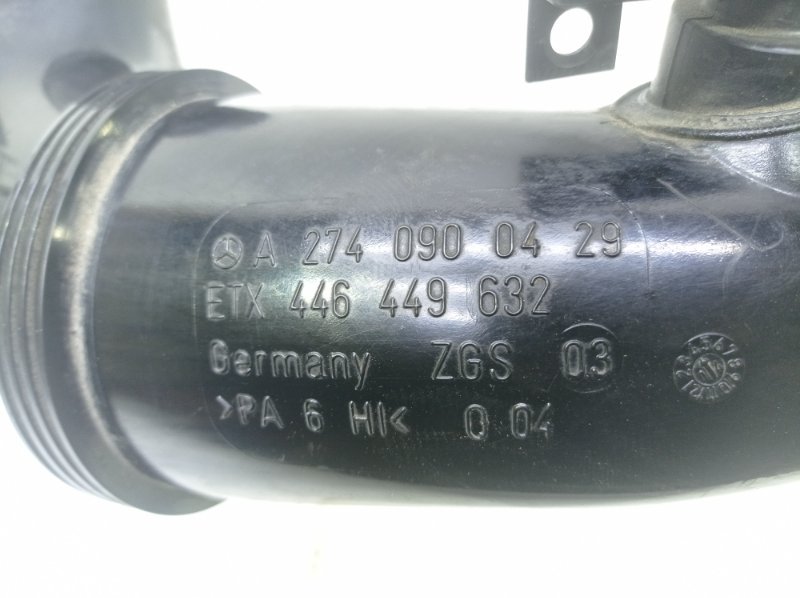 A 274 090 04 29
ETX 446 449 632
Germany ZGS 03
>PA 6 HI< 0 04